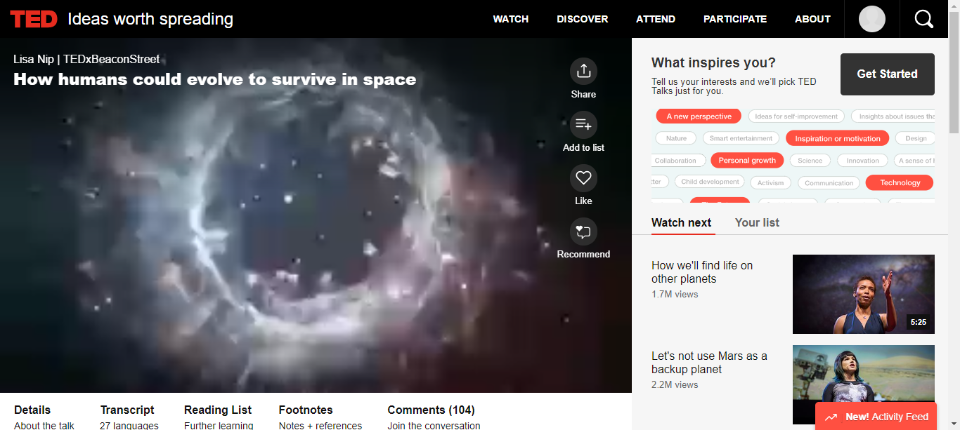 TED Ideas worth spreading
WATCH DISCOVER ATTEND PARTICIPATE ABOUT
Lisa Nip | TEDxBeaconStreet
How humans could evolve to survive in space
Share
Add to list
Like
Recommend
Details
About the talk
Transcript
27 languages
Reading List
Further learning
Footnotes
Notes + references
Comments (104)
Join the conversation
What inspires you?
Tell us your interests and we'll pick TED
Talks just for you.
Get Started
A new perspective Ideas for self-improvement Insights about issues tha
Nature Smart entertainment Inspiration or motivation Design
Collaboration Personal growth Science Innovation A sense of
Child development Activism Communication Technology
Watch next Your list
How we'll find life on
other planets
1.7M views
5:25
Let's not use Mars as a
backup planet
2.2M views
New! Activity Feed